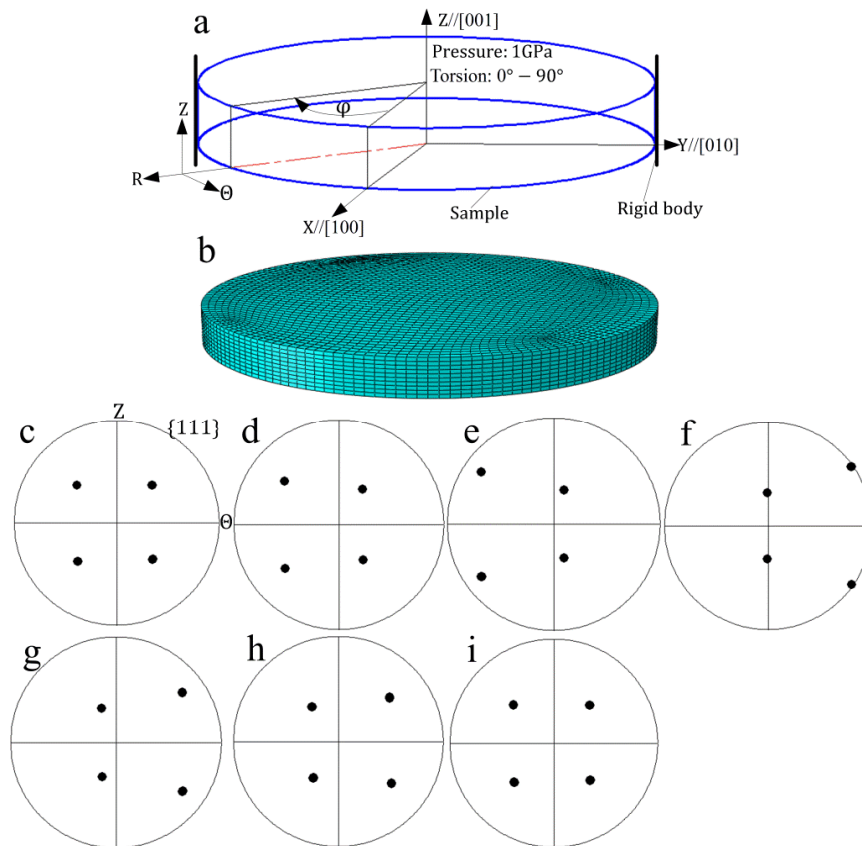 a
Z//[001]
Pressure: 1GPa
Torsion: 0° − 90°
φ
Z
R
Θ
Y//[010]
X//[100]
Sample
Rigid body
b
c
Z
{111}
Θ
d
e
f
g
h
i